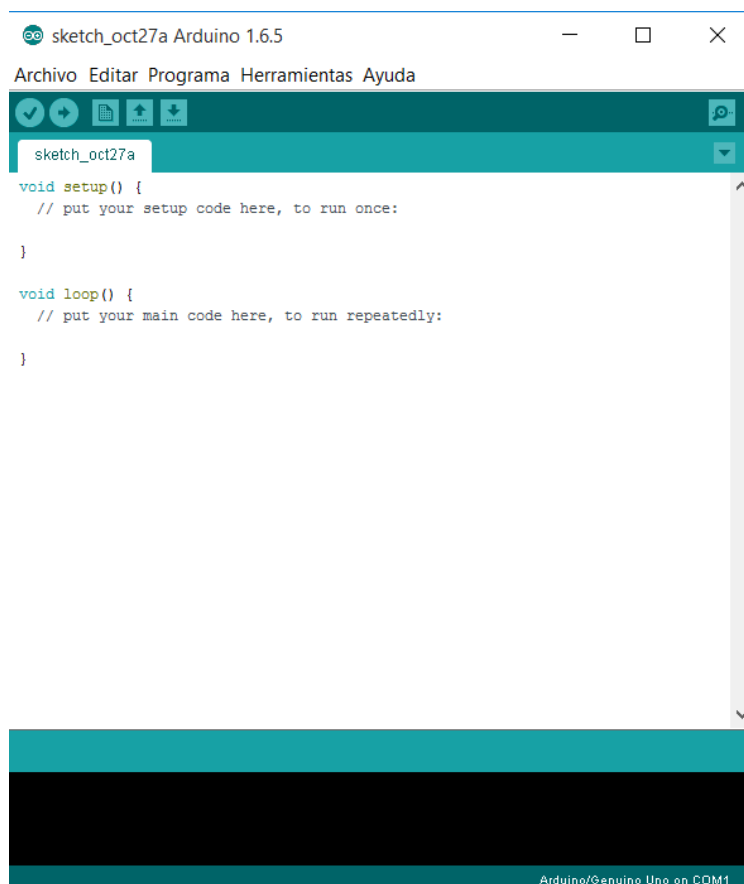 sketch_oct27a Arduino 1.6.5
Archivo Editar Programa Herramientas Ayuda
sketch_oct27a
void setup() {
  // put your setup code here, to run once:
}
void loop() {
  // put your main code here, to run repeatedly:
}
Arduino/Genuino Uno on COM1